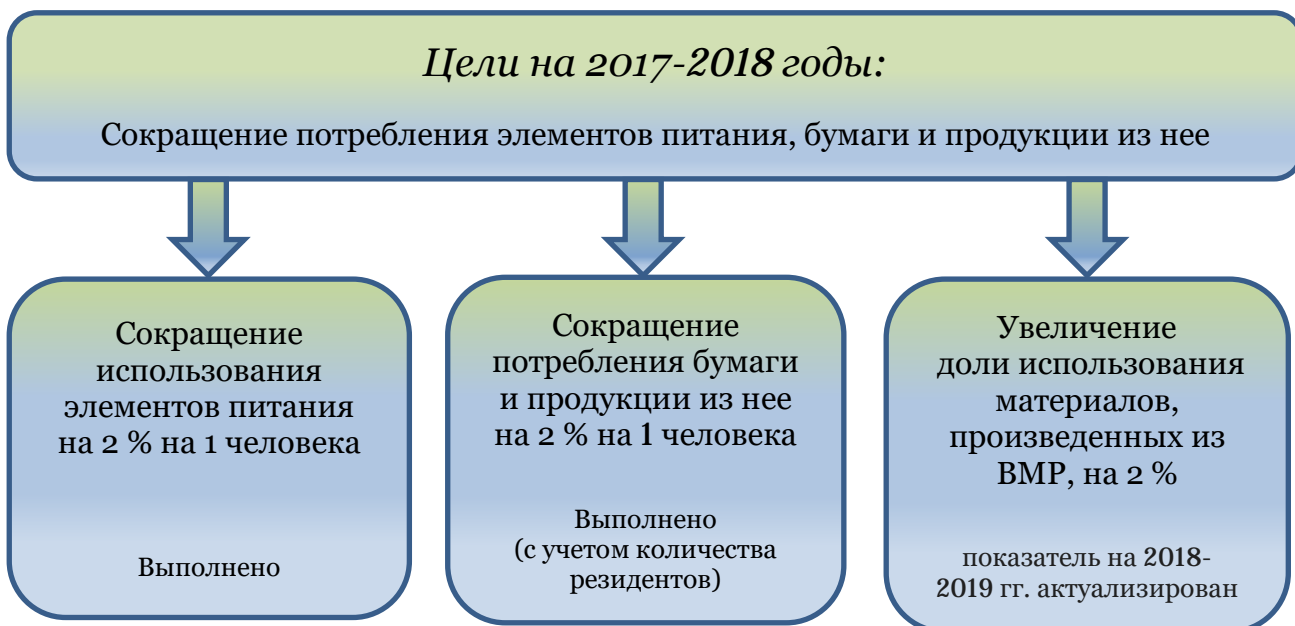 Цели на 2017-2018 годы:
Сокращение потребления элементов питания, бумаги и продукции из нее
Сокращение
использования
элементов питания
на 2 % на 1 человека
Выполнено
Сокращение
потребления бумаги
и продукции из нее
на 2 % на 1 человека
Выполнено
(с учетом количества
резидентов)
Увеличение
доли использования
материалов,
произведенных из
ВМР, на 2 %
показатель на 2018-
2019 гг. актуализирован